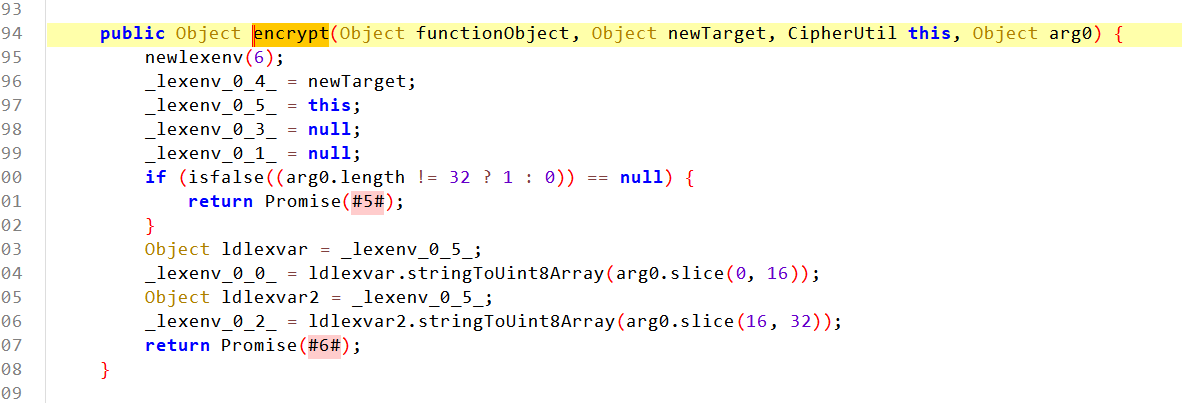 93
94 public Object encrypt(Object functionObject, Object newTarget, CipherUtil this, Object arg0) {
95 newlexenv(6);
96 _lexenv_0_4_ = newTarget;
97 _lexenv_0_5_ = this;
98 _lexenv_0_3_ = null;
99 _lexenv_0_1_ = null;
00 if (isfalse((arg0.length != 32 ? 1 : 0)) == null) {
01 return Promise(#5#);
02 }
03 Object ldlexvar = _lexenv_0_5_;
04 _lexenv_0_0_ = ldlexvar.stringToUint8Array(arg0.slice(0, 16));
05 Object ldlexvar2 = _lexenv_0_5_;
06 _lexenv_0_2_ = ldlexvar2.stringToUint8Array(arg0.slice(16, 32));
07 return Promise(#6#);
08 }
09